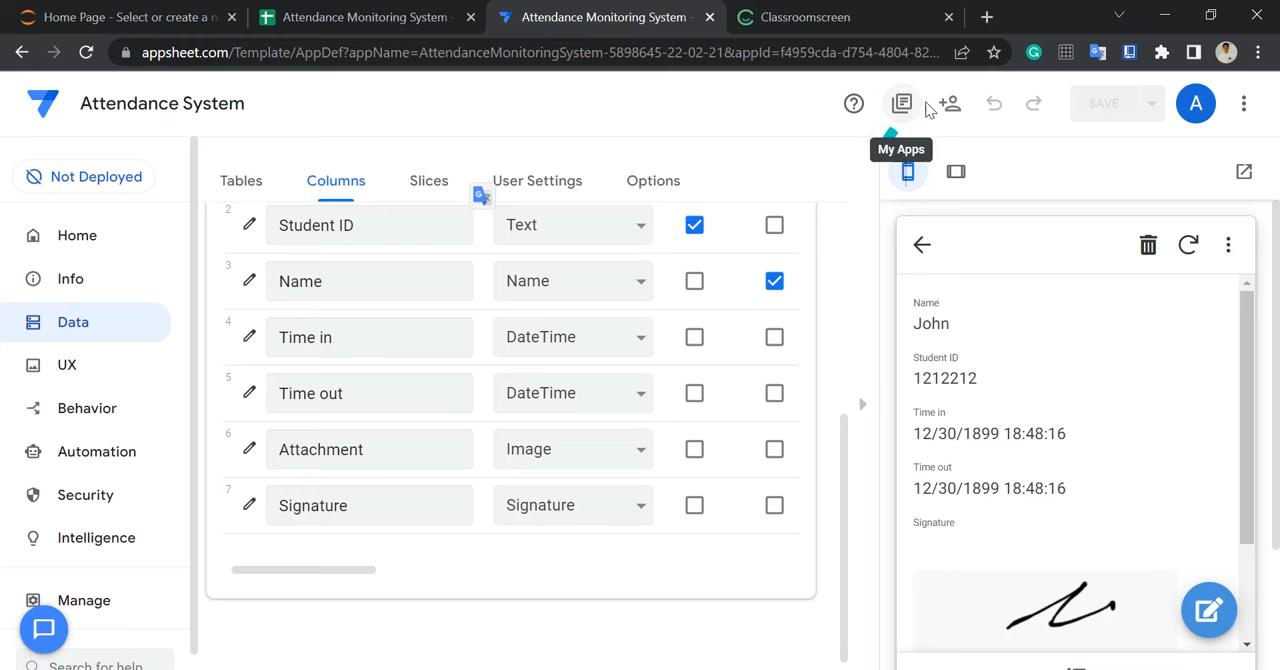 Home Page - Select or create a n
Attendance Monitoring System -
Attendance Monitoring System -
Classroomscreen
appsheet.com/Template/AppDef?appName=AttendanceMonitoringSystem-5898645-22-02-21&appId=f4959cda-d754-4804-82...
Attendance System
SAVE
A
My Apps
Not Deployed
Home
Info
Data
UX
Behavior
Automation
Security
Intelligence
Manage
Search for help
Tables
Columns
Slices
User Settings
Options
2
Student ID
Text
3
Name
Name
4
Time in
DateTime
5
Time out
DateTime
6
Attachment
Image
7
Signature
Signature
Name
John
Student ID
1212212
Time in
12/30/1899 18:48:16
Time out
12/30/1899 18:48:16
Signature